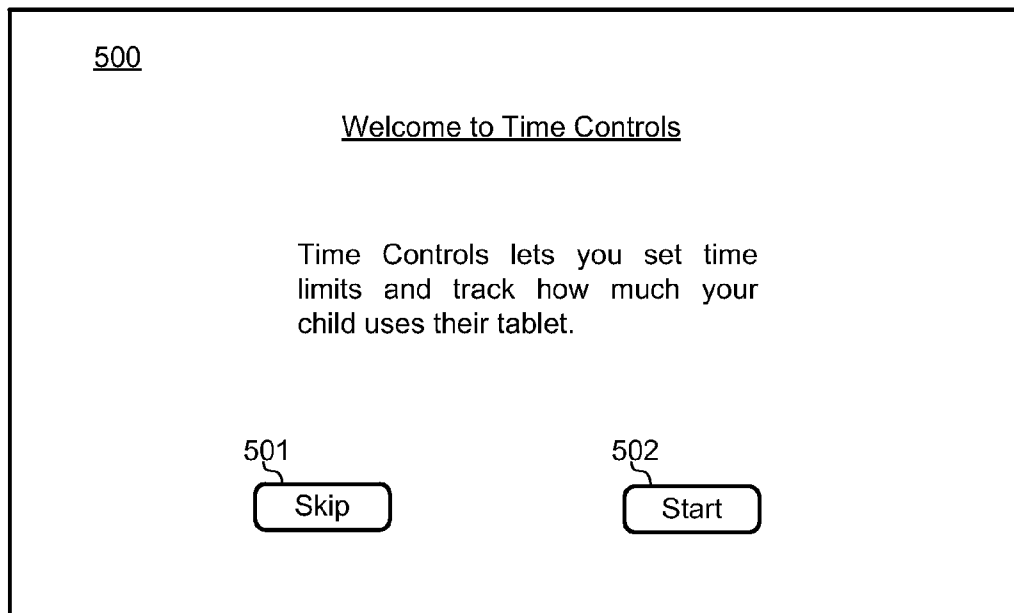 500
Welcome to Time Controls
Time Controls lets you set time
limits and track how much your
child uses their tablet.
501
502
Skip
Start